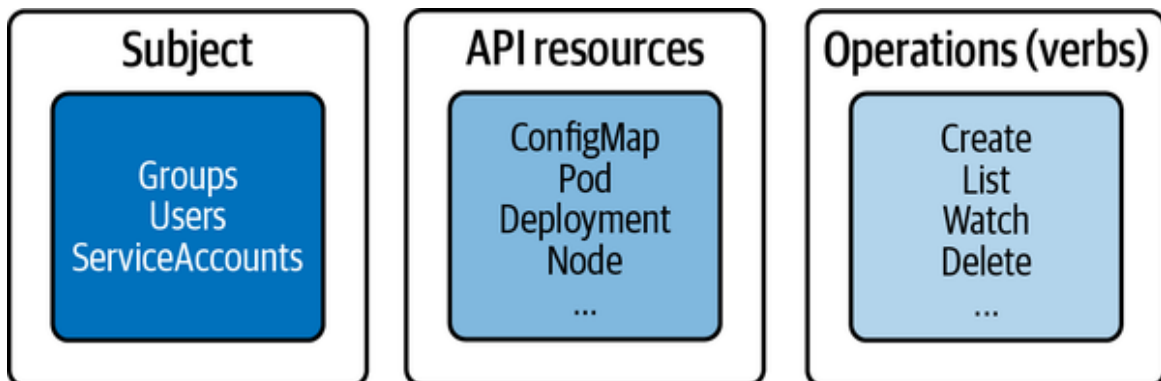 Subject
Groups
Users
ServiceAccounts
API resources
ConfigMap
Pod
Deployment
Node
...
Operations (verbs)
Create
List
Watch
Delete
...